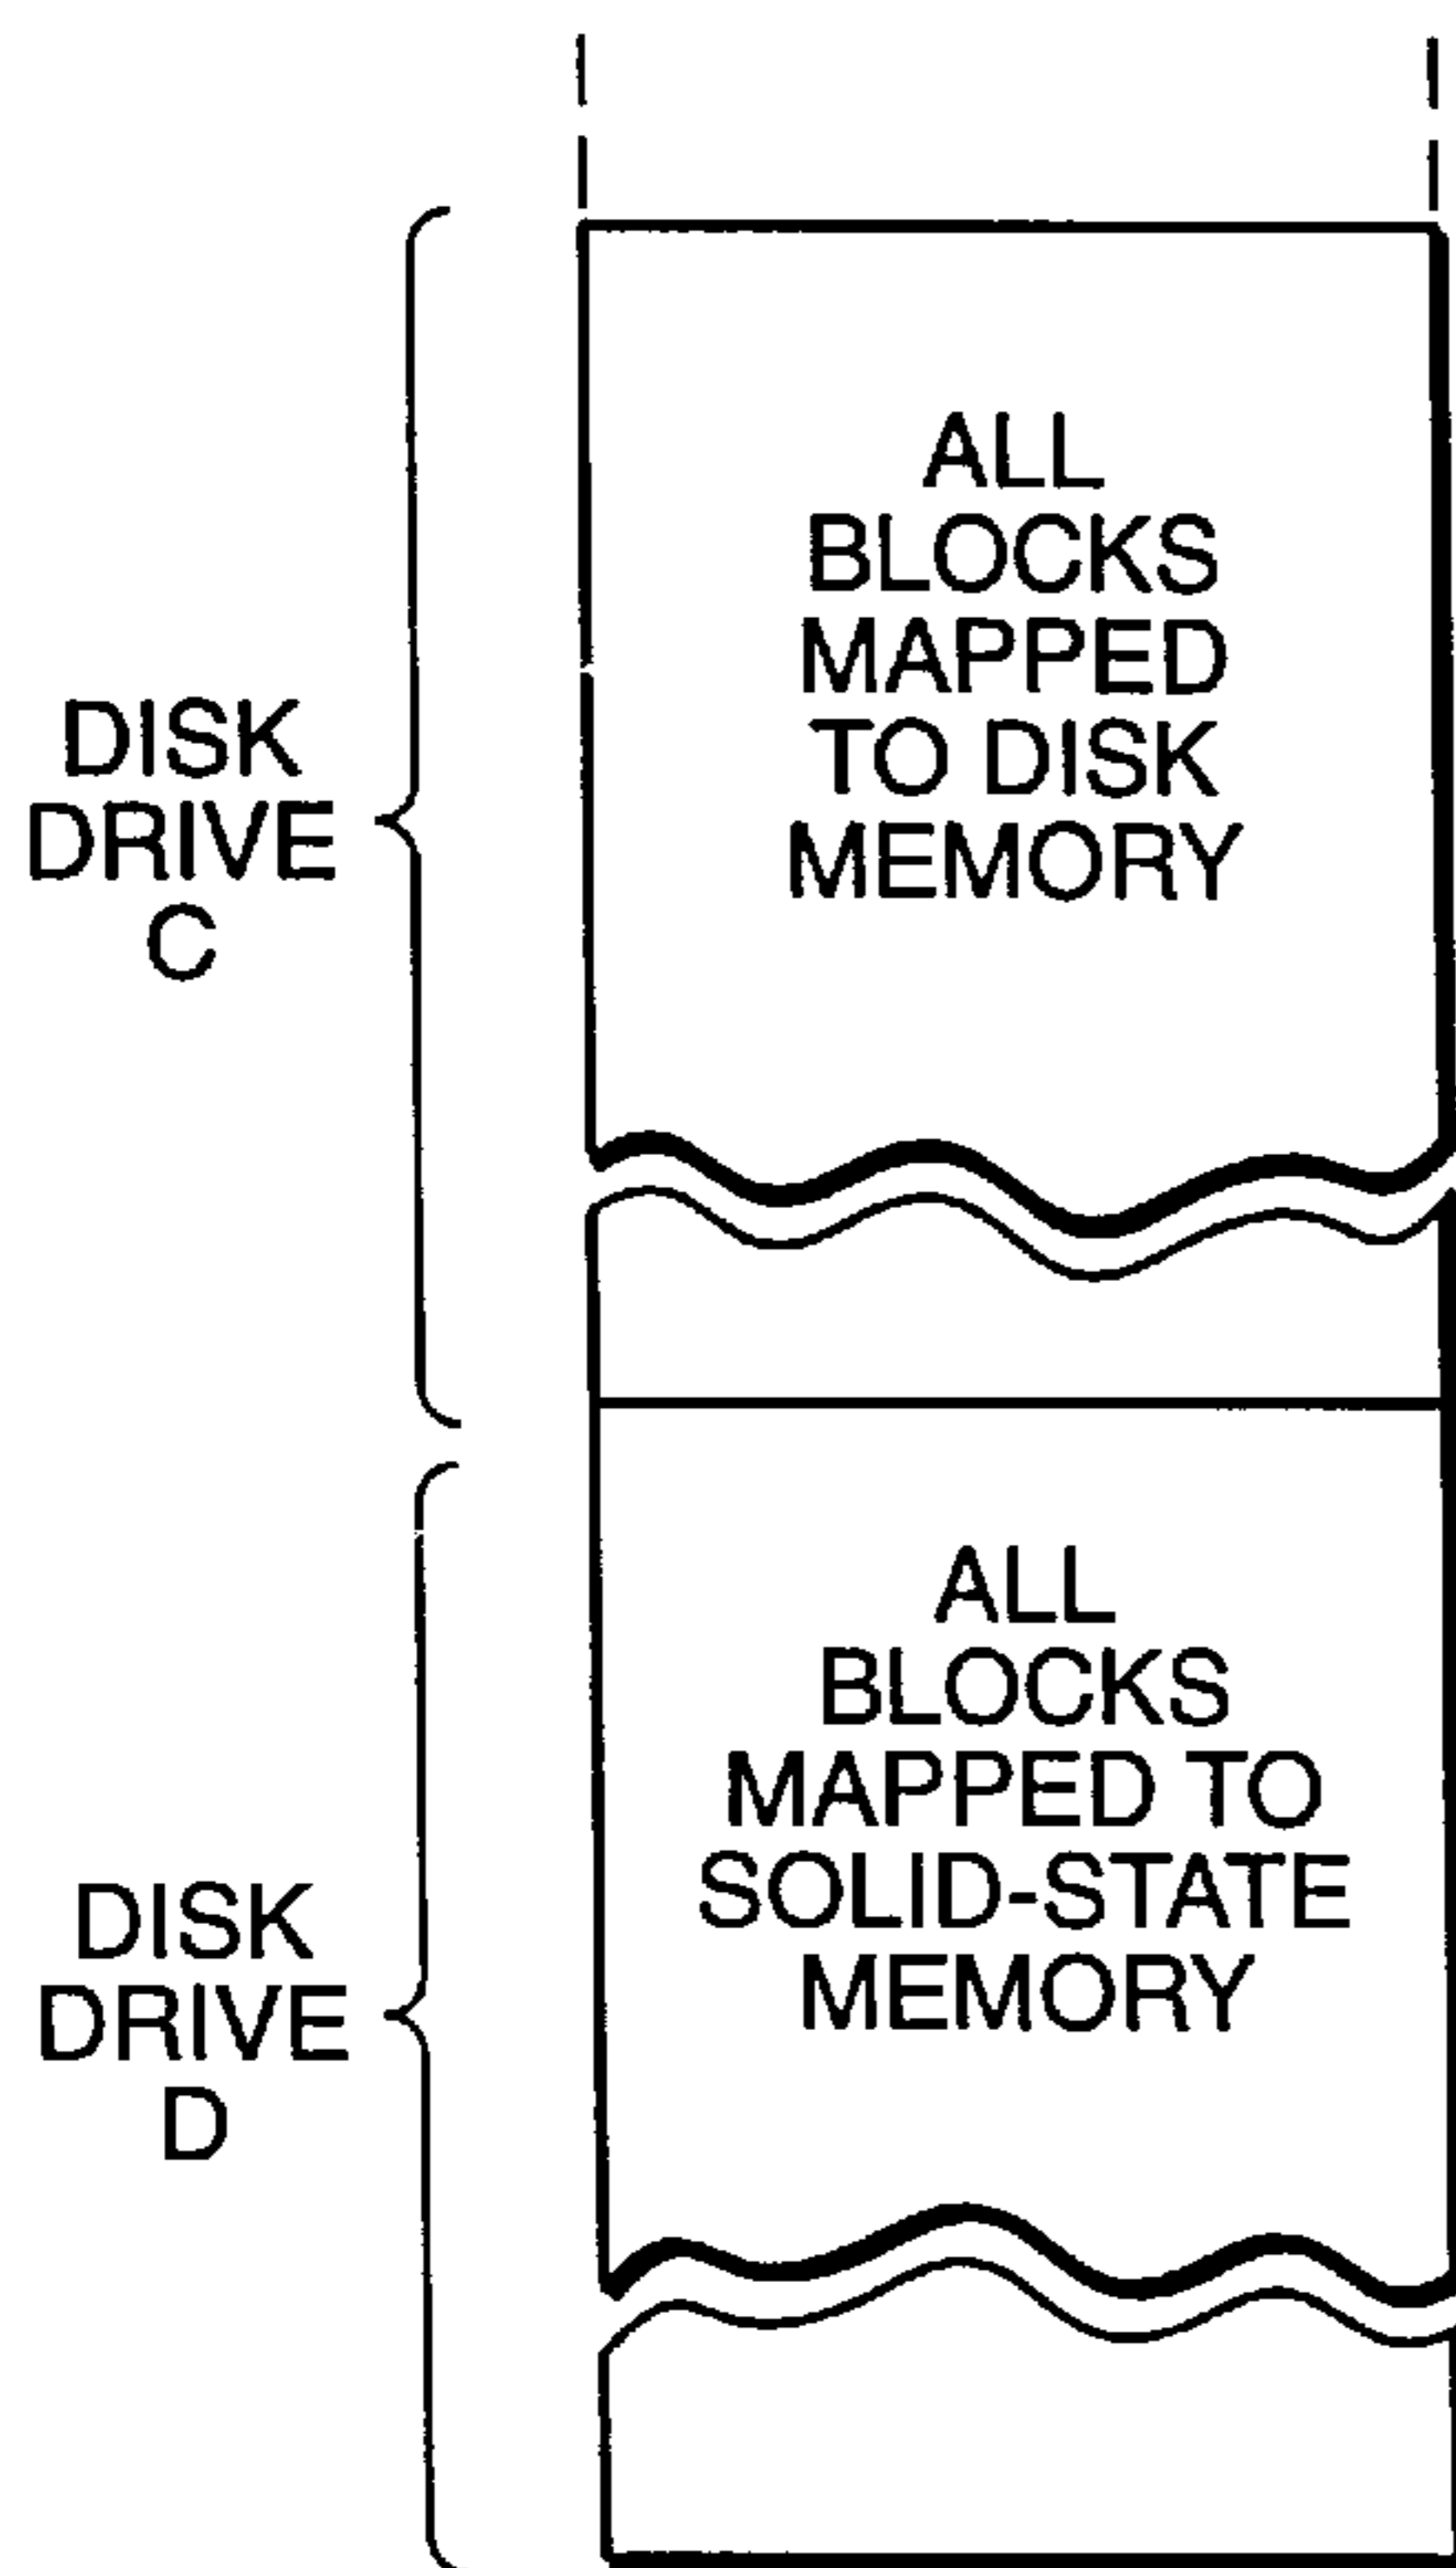 DISK
DRIVE
C
ALL
BLOCKS
MAPPED
TO DISK
MEMORY
DISK
DRIVE
D
ALL
BLOCKS
MAPPED TO
SOLID-STATE
MEMORY